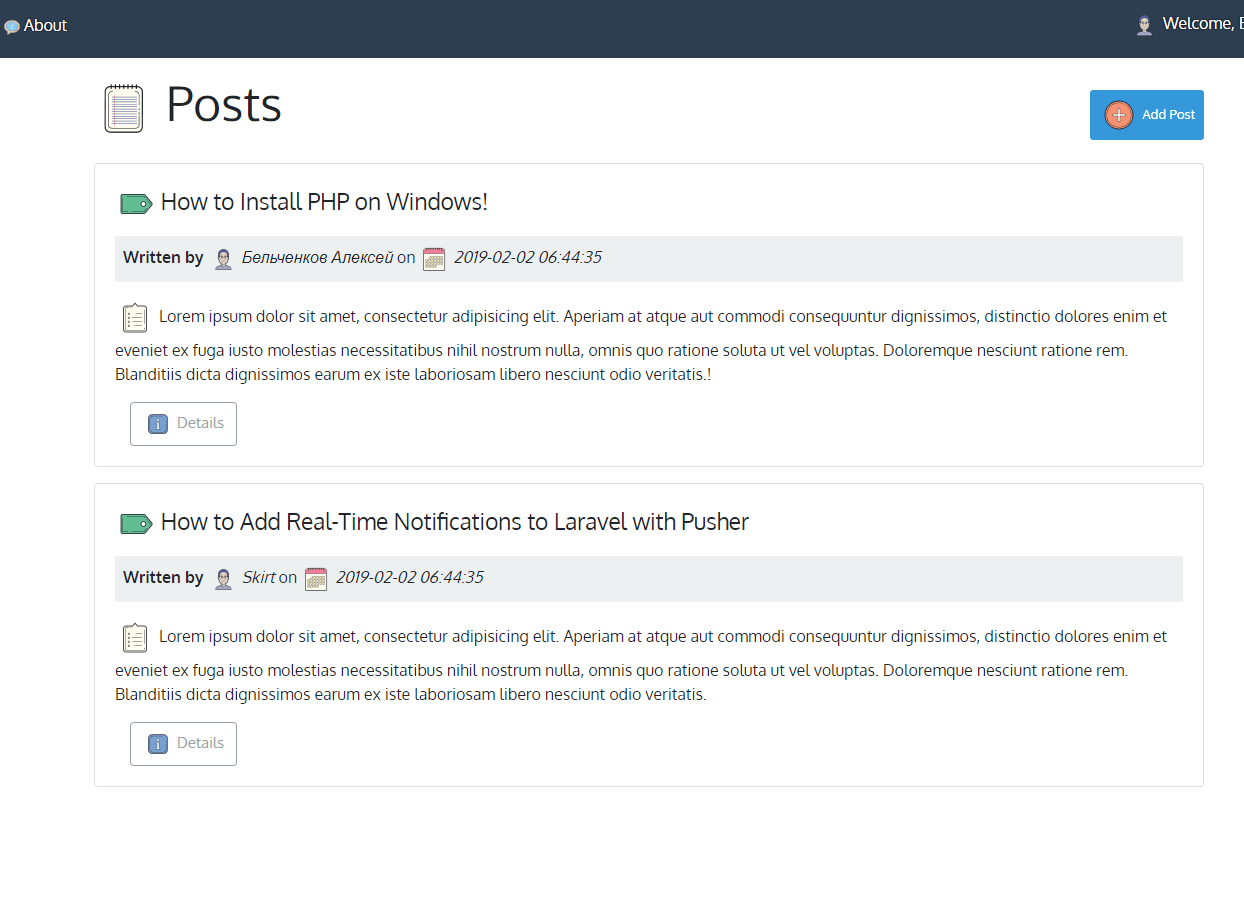 About
Welcome,
Posts
Add Post
How to Install PHP on Windows!
Written by Бельченков Алексей on 2019-02-02 06:44:35
Lorem ipsum dolor sit amet, consectetur adipisicing elit. Aperiam at atque aut commodi consequuntur dignissimos, distinctio dolores enim et
eveniet ex fuga iusto molestias necessitatibus nihil nostrum nulla, omnis quo ratione soluta ut vel voluptas. Doloremque nesciunt ratione rem.
Blanditiis dicta dignissimos earum ex iste laboriosam libero nesciunt odio veritatis.!
Details
How to Add Real-Time Notifications to Laravel with Pusher
Written by Skirt on 2019-02-02 06:44:35
Lorem ipsum dolor sit amet, consectetur adipisicing elit. Aperiam at atque aut commodi consequuntur dignissimos, distinctio dolores enim et
eveniet ex fuga iusto molestias necessitatibus nihil nostrum nulla, omnis quo ratione soluta ut vel voluptas. Doloremque nesciunt ratione rem.
Blanditiis dicta dignissimos earum ex iste laboriosam libero nesciunt odio veritatis.
Details